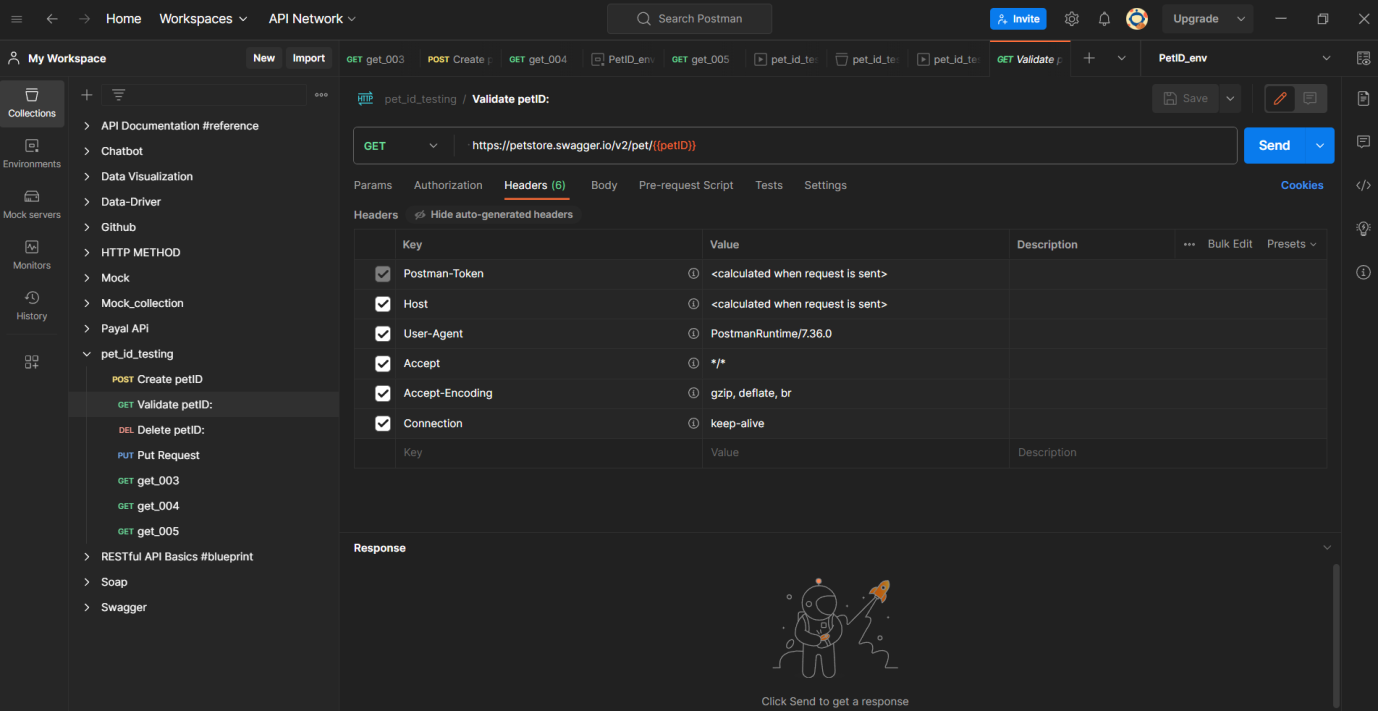 Home Workspaces API Network Search Postman Invite Upgrade
My Workspace New Import GET get_003 POST Create GET get_004 PetID_env GET get_005 pet_id_te pet_id_te pet_id_te GET Validate PetID_env
Collections
Environments
Mock servers
Monitors
History
API Documentation #reference
Chatbot
Data Visualization
Data-Driver
Github
HTTP METHOD
Mock
Mock_collection
Payal APi
pet_id_testing
POST Create petID
GET Validate petID:
DEL Delete petID:
PUT Put Request
GET get_003
GET get_004
GET get_005
RESTful API Basics #blueprint
Soap
Swagger
HTTP pet_id_testing / Validate petID: Save
GET https://petstore.swagger.io/v2/pet/{{petID}} Send
Params Authorization Headers (6) Body Pre-request Script Tests Settings Cookies
Headers Hide auto-generated headers
Key Value Description Bulk Edit Presets
Postman-Token <calculated when request is sent>
Host <calculated when request is sent>
User-Agent PostmanRuntime/7.36.0
Accept */*
Accept-Encoding gzip, deflate, br
Connection keep-alive
Key Value Description
Response
Click Send to get a response